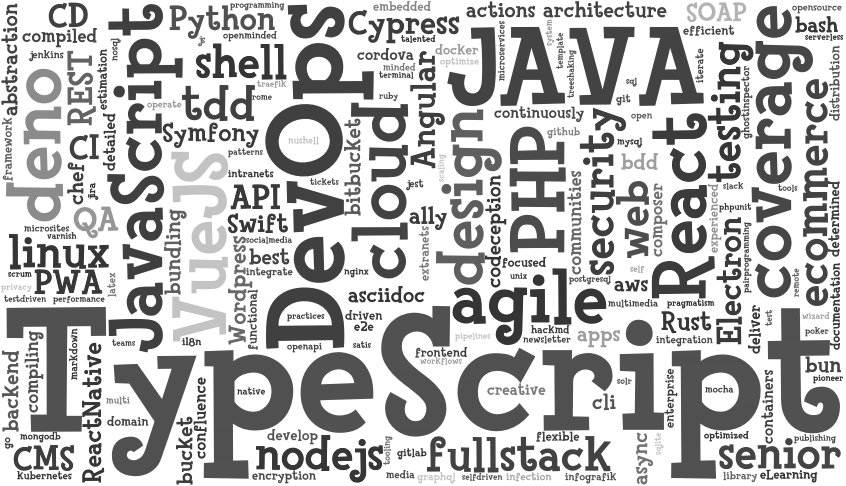 CD
compiled
Python
programming
openminded
embedded
Cypress
talented
actions
architecture
SOAP
efficient
opensource
bash
serverless
abstraction
jenkins
nosql
REST
estimation
JavaScript
shell
traefik
rome
cordova
minded
terminal
docker
optimize
microservices
JAVA
system
template
treeshaking
sql
git
iterate
distribution
deno
framework
CI
detailed
operate
tdd
Symfony
DevOps
nushell
ruby
cloud
bitbucket
Angular
scaling
design
continuously
github
open
mysql
React
testing
ghostinspector
coverage
ecommerce
chef
jira
QA
VueJS
patterns
intranets
API
tickets
jest
PHP
security
bdd
web
composer
experienced
slack
phpunit
tools
determined
microsites
varnish
linux
bundling
Swift
socialmedia
best
integrate
Wordpress
functional
ally
extranets
codeception
communities
focused
unix
postgresql
self
aws
Electron
pairprogramming
remote
documentation
scrum
PWA
privacy
testdriven
performance
latex
nginx
asciidoc
agile
multimedia
pragmatism
Rust
integration
TypeScript
teams
i18n
practices
driven
e2e
openapi
satis
frontend
workflows
pipelines
hackmd
newsletter
apps
deliver
test
wizard
poker
backend
compiling
markdown
ReactNative
multi
domain
native
creative
cli
solr
enterprise
mocha
containers
bun
pioneer
go
mongodb
CMS
Kubernetes
bucket
confluence
develop
nodejs
encryption
tooling
gitlab
media
fullstack
graphql
selfdriven
infection
flexible
infografik
async
sqlite
optimized
senior
publishing
library
eLearning